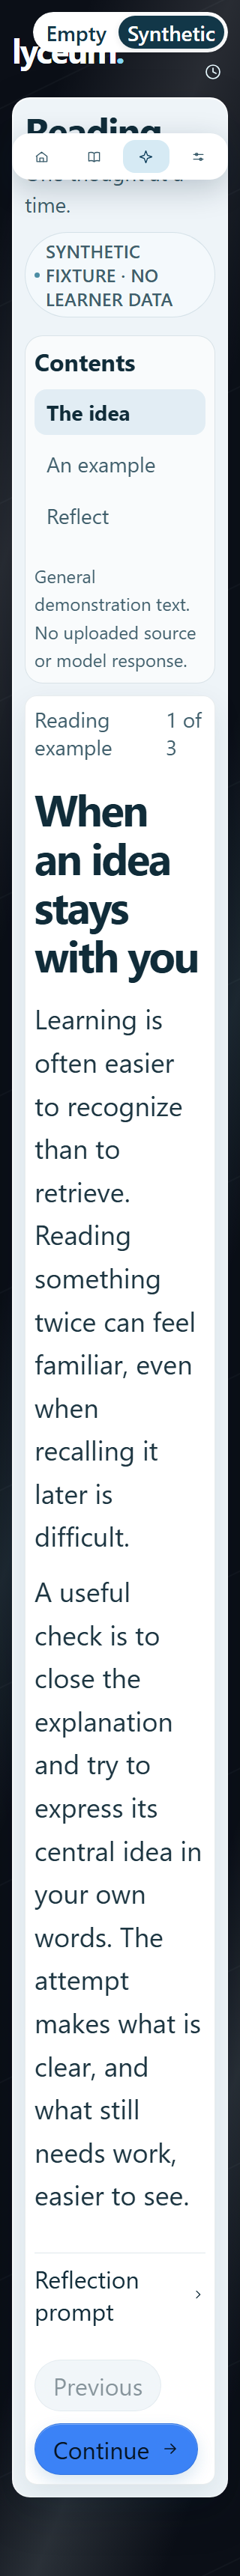 Empty
Synthetic
lyceum.
Reading
One thought at a
time.
SYNTHETIC
FIXTURE · NO
LEARNER DATA
Contents
The idea
An example
Reflect
General
demonstration text.
No uploaded source
or model response.
Reading
example
1 of
3
When
an idea
stays
with you
Learning is
often easier
to recognize
than to
retrieve.
Reading
something
twice can feel
familiar, even
when
recalling it
later is
difficult.
A useful
check is to
close the
explanation
and try to
express its
central idea in
your own
words. The
attempt
makes what is
clear, and
what still
needs work,
easier to see.
Reflection
prompt
Previous
Continue